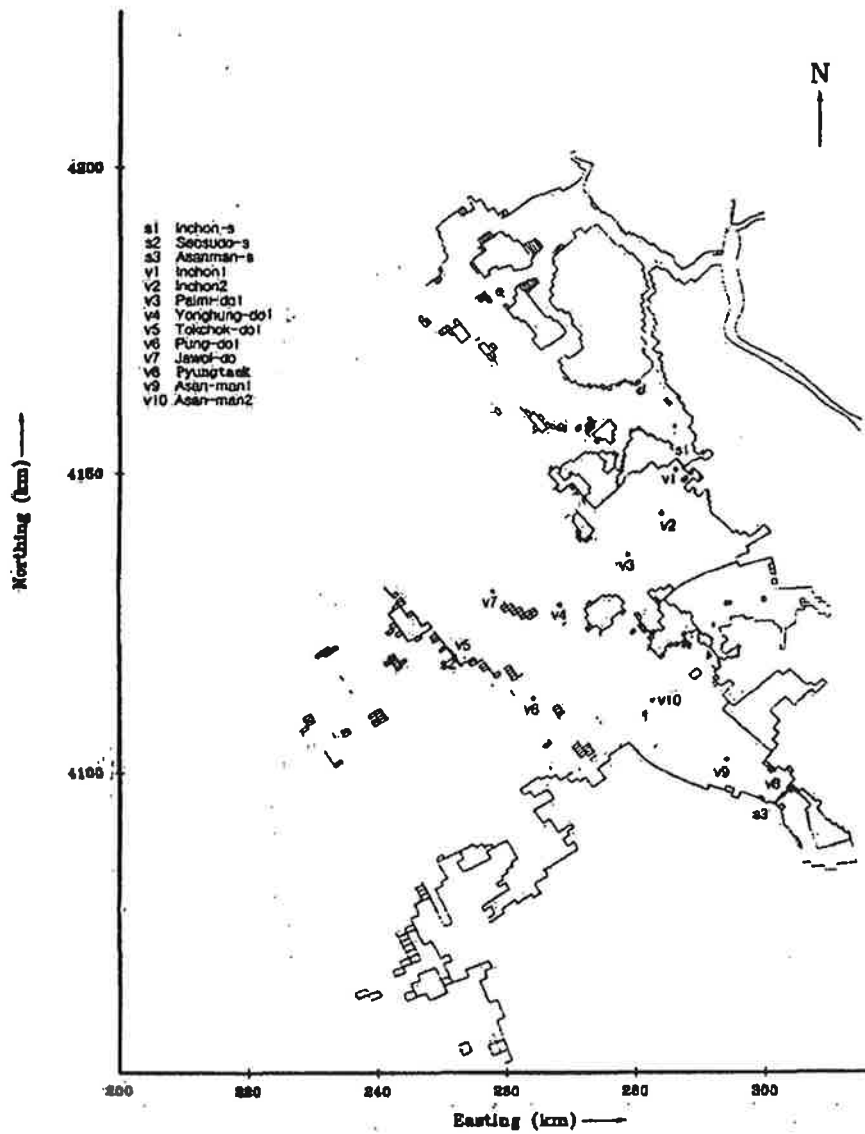 N
4200
s1 Inchon-s
s2 Seosudo-s
s3 Asanman-s
v1 Inchon1
v2 Inchon2
v3 Palmi-do1
v4 Yonghung-do1
v5 Tokchok-do1
v6 Pung-do1
v7 Jawol-do
v8 Pyungtaek
v9 Asan-man1
v10 Asan-man2
Northing (km)
s1
4150
v1
v2
v3
v7
v4
v5
s2
v6
v10
v9
4100
v8
s3
200
220
240
260
280
300
Easting (km)